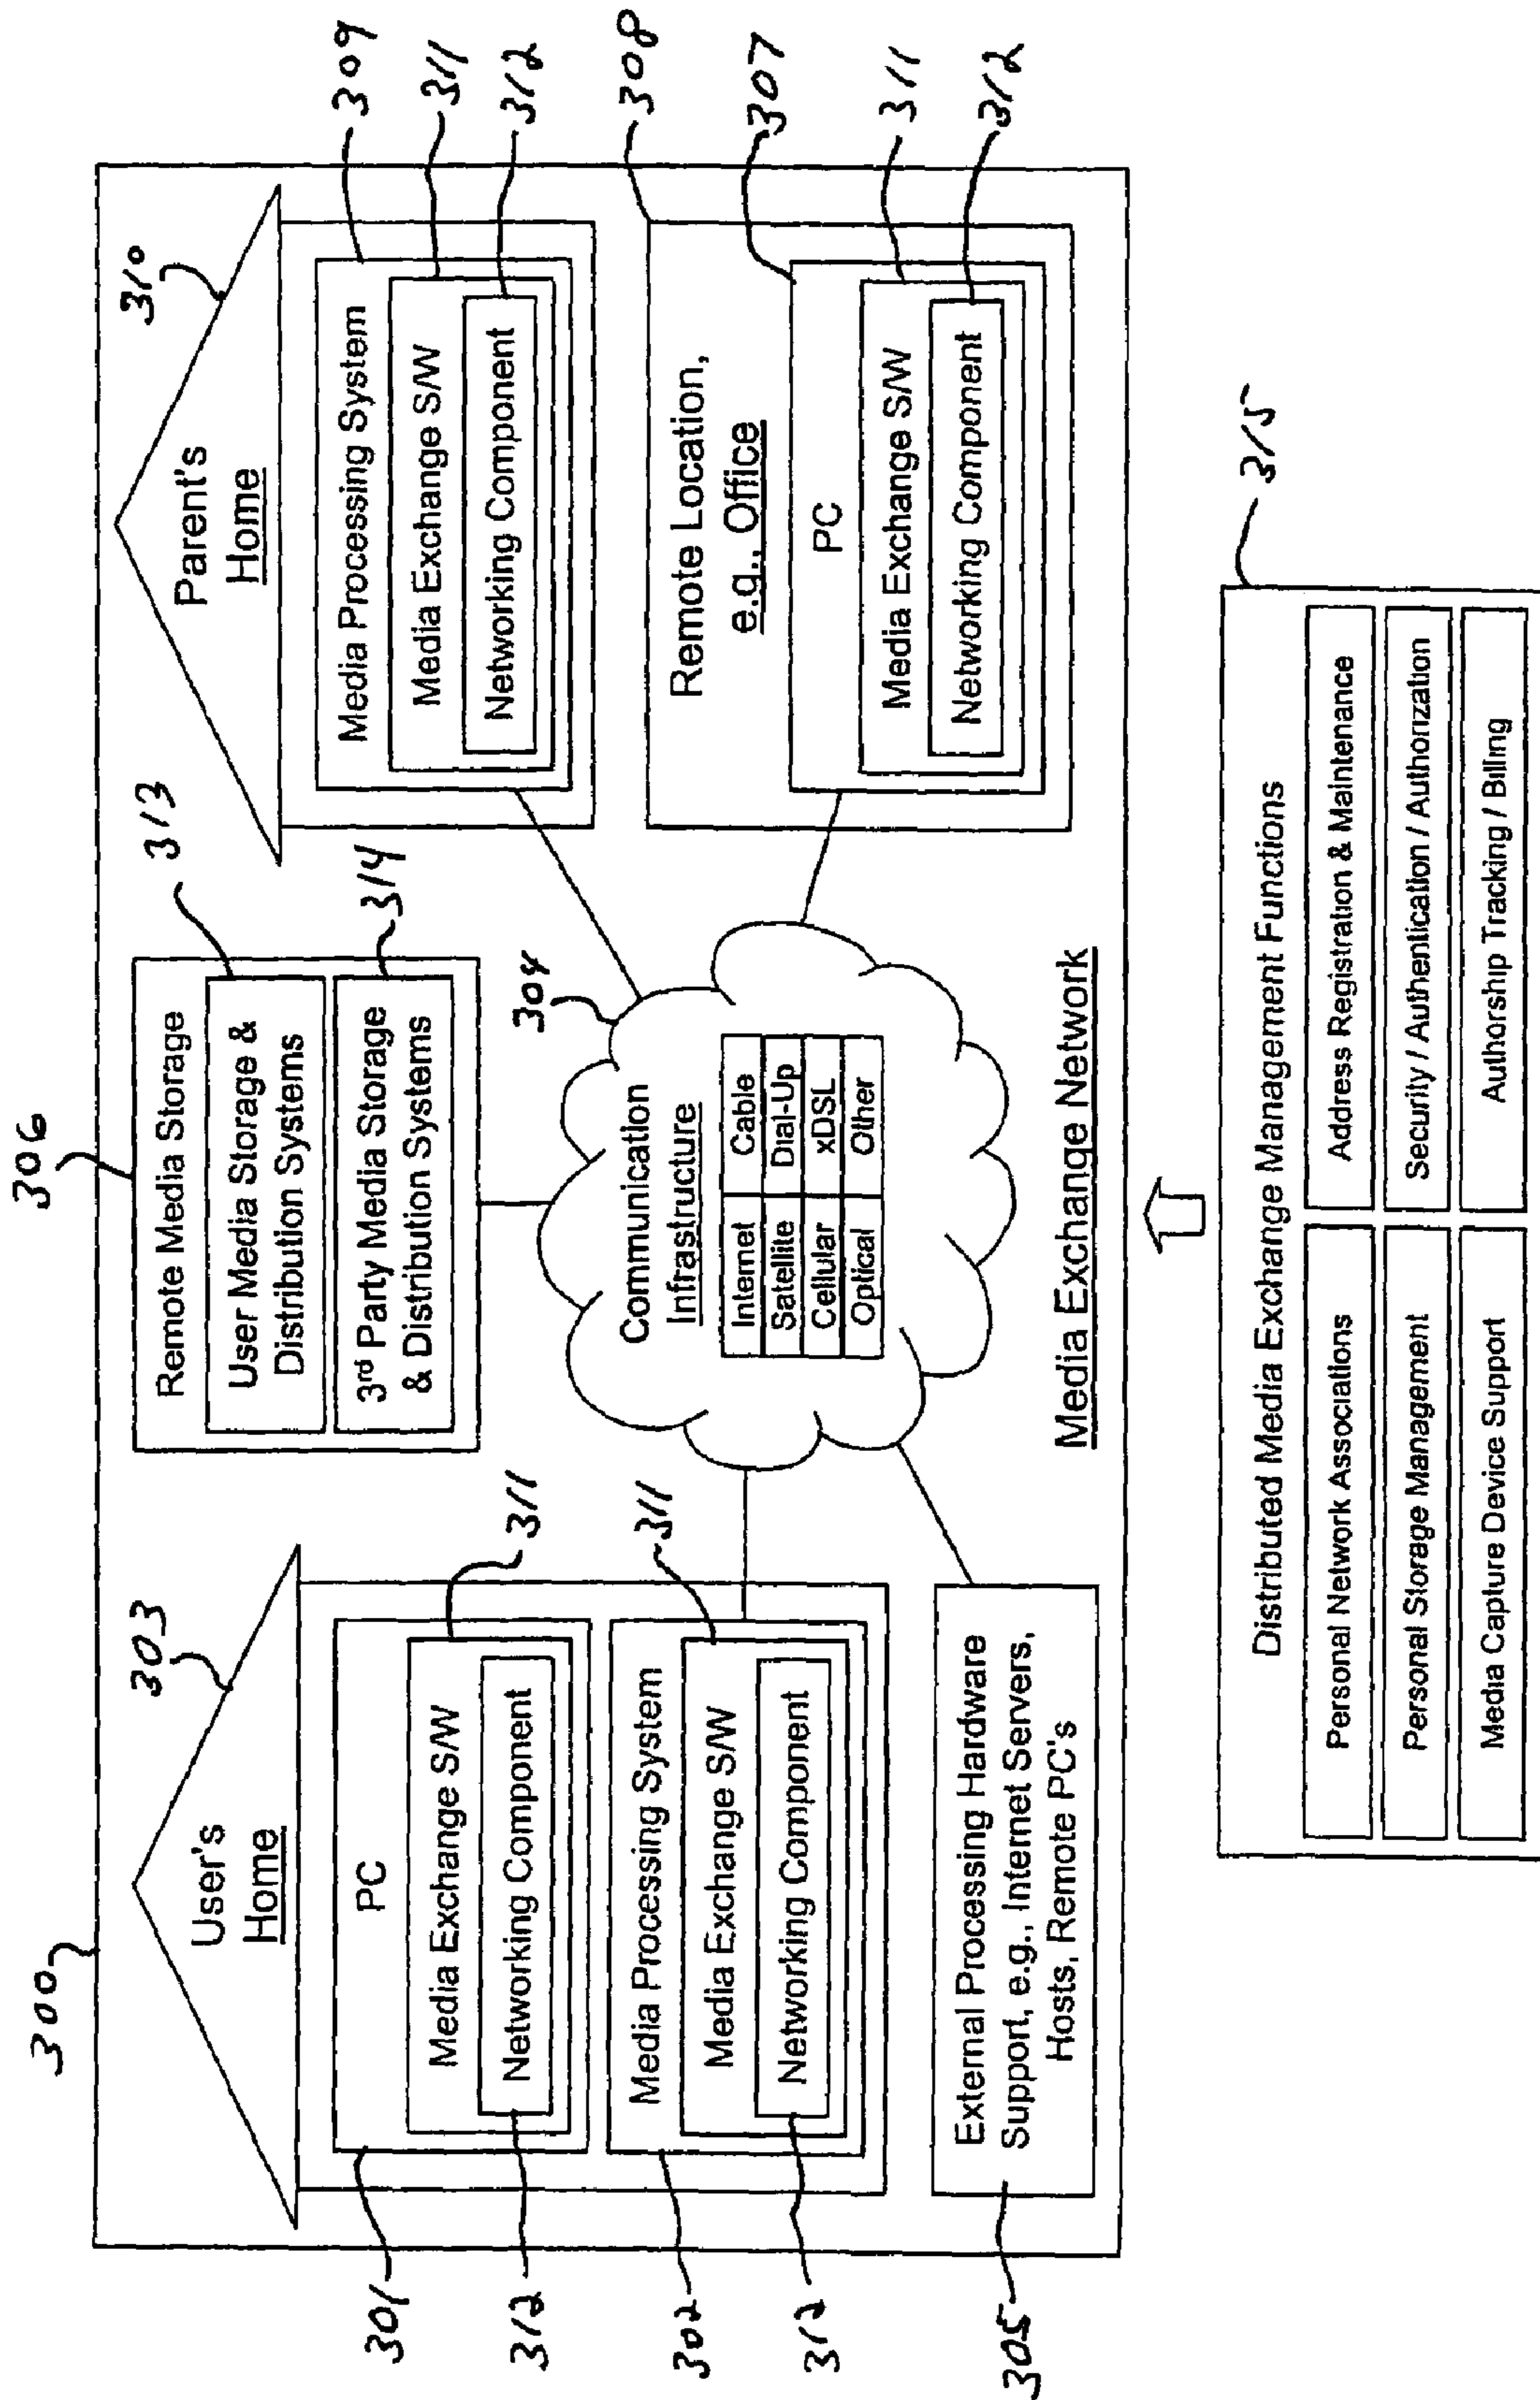 300
303
User's
Home
301
PC
311
Media Exchange S/W
Networking Component
312
302
Media Processing System
311
Media Exchange S/W
Networking Component
312
305
External Processing Hardware
Support, e.g., Internet Servers,
Hosts, Remote PC's
306
Remote Media Storage
313
User Media Storage &
Distribution Systems
314
3rd Party Media Storage
& Distribution Systems
304
Communication
Infrastructure
Internet Cable
Satellite Dial-Up
Cellular xDSL
Optical Other
Media Exchange Network
310
Parent's
Home
309
Media Processing System
311
Media Exchange S/W
312
Networking Component
308
Remote Location,
e.g., Office
307
PC
311
Media Exchange S/W
312
Networking Component
315
Distributed Media Exchange Management Functions
Personal Network Associations
Address Registration & Maintenance
Personal Storage Management
Security / Authentication / Authorization
Media Capture Device Support
Authorship Tracking / Billing